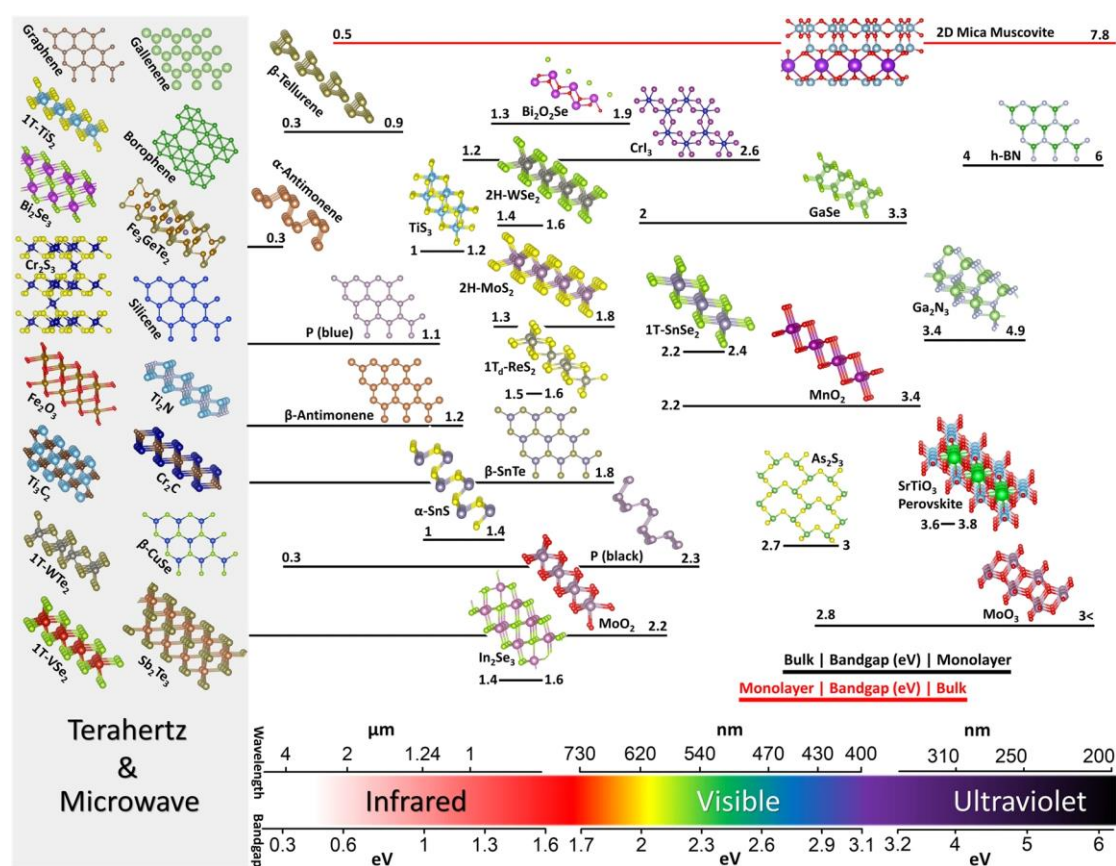 Graphene
Gallenene
1T-TiS2
Borophene
Bi2Se3
Fe3GeTe2
Cr2S3
Silicene
Fe2O3
Ti2N
Ti3C2
Cr2C
1T-WTe2
β-CuSe
1T-VSe2
Sb2Te3
Terahertz
&
Microwave
0.5 2D Mica Muscovite 7.8
β-Tellurene
0.3 0.9
Bi2O2Se
1.3 1.9
CrI3
1.2 2.6
h-BN
4 6
α-Antimonene
0.3
TiS3
1 1.2
2H-WSe2
1.4 1.6
GaSe
2 3.3
2H-MoS2
1.3 1.8
1T-SnSe2
2.2 2.4
Ga2N3
3.4 4.9
P (blue)
1.1
1Td-ReS2
1.5 1.6
MnO2
2.2 3.4
β-Antimonene
1.2
β-SnTe
1.8
As2S3
2.7 3
SrTiO3
Perovskite
3.6 3.8
α-SnS
1 1.4
P (black)
0.3 2.3
MoO2
2.2
MoO3
2.8 3<
In2Se3
1.4 1.6
Bulk | Bandgap (eV) | Monolayer
Monolayer | Bandgap (eV) | Bulk
Wavelength
µm nm nm
4 2 1.24 1 730 620 540 470 430 400 310 250 200
Infrared Visible Ultraviolet
Bandgap
0.3 0.6 1 1.3 1.6 1.7 2 2.3 2.6 2.9 3.1 3.2 4 5 6
eV eV eV